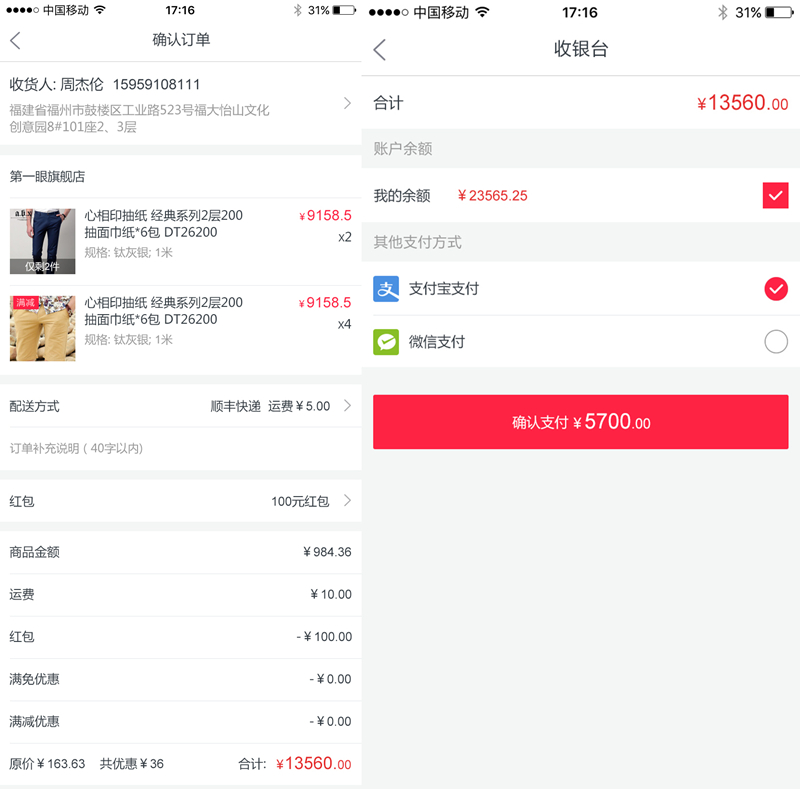 中国移动
17:16
31%
确认订单
收货人: 周杰伦 15959108111
福建省福州市鼓楼区工业路523号福大怡山文化
创意园8#101座2、3层
第一眼旗舰店
心相印抽纸 经典系列2层200
抽面巾纸*6包 DT26200
规格: 钛灰银; 1米
¥9158.5
x2
仅剩2件
满减
心相印抽纸 经典系列2层200
抽面巾纸*6包 DT26200
规格: 钛灰银; 1米
¥9158.5
x4
配送方式 顺丰快递 运费¥5.00
订单补充说明 ( 40字以内)
红包 100元红包
商品金额 ¥984.36
运费 ¥10.00
红包 -¥100.00
满免优惠 -¥0.00
满减优惠 -¥0.00
原价¥163.63 共优惠¥36 合计: ¥13560.00
中国移动
17:16
31%
收银台
合计 ¥13560.00
账户余额
我的余额 ¥23565.25
其他支付方式
支 支付宝支付
微信支付
确认支付¥5700.00